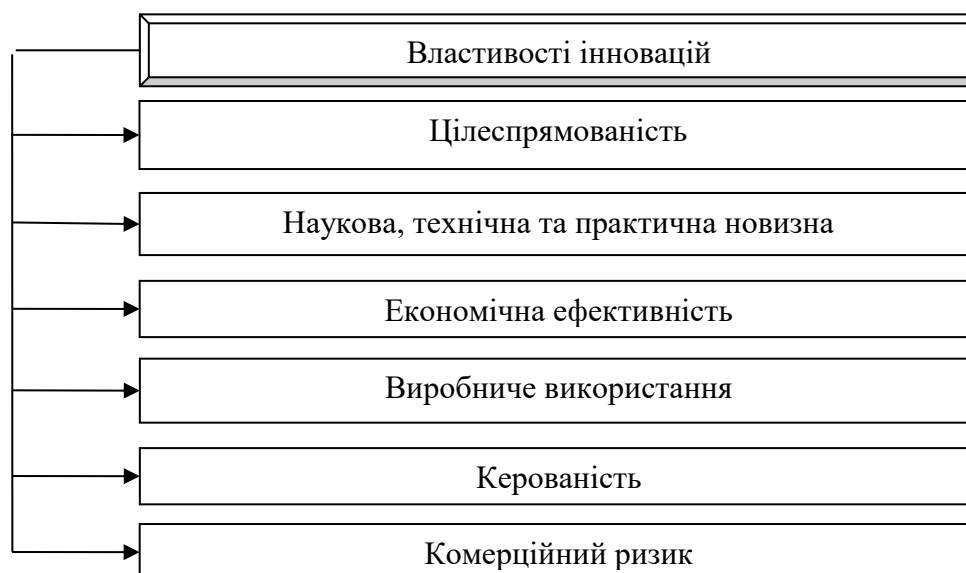 Властивості інновацій
Цілеспрямованість
Наукова, технічна та практична новизна
Економічна ефективність
Виробниче використання
Керованість
Комерційний ризик